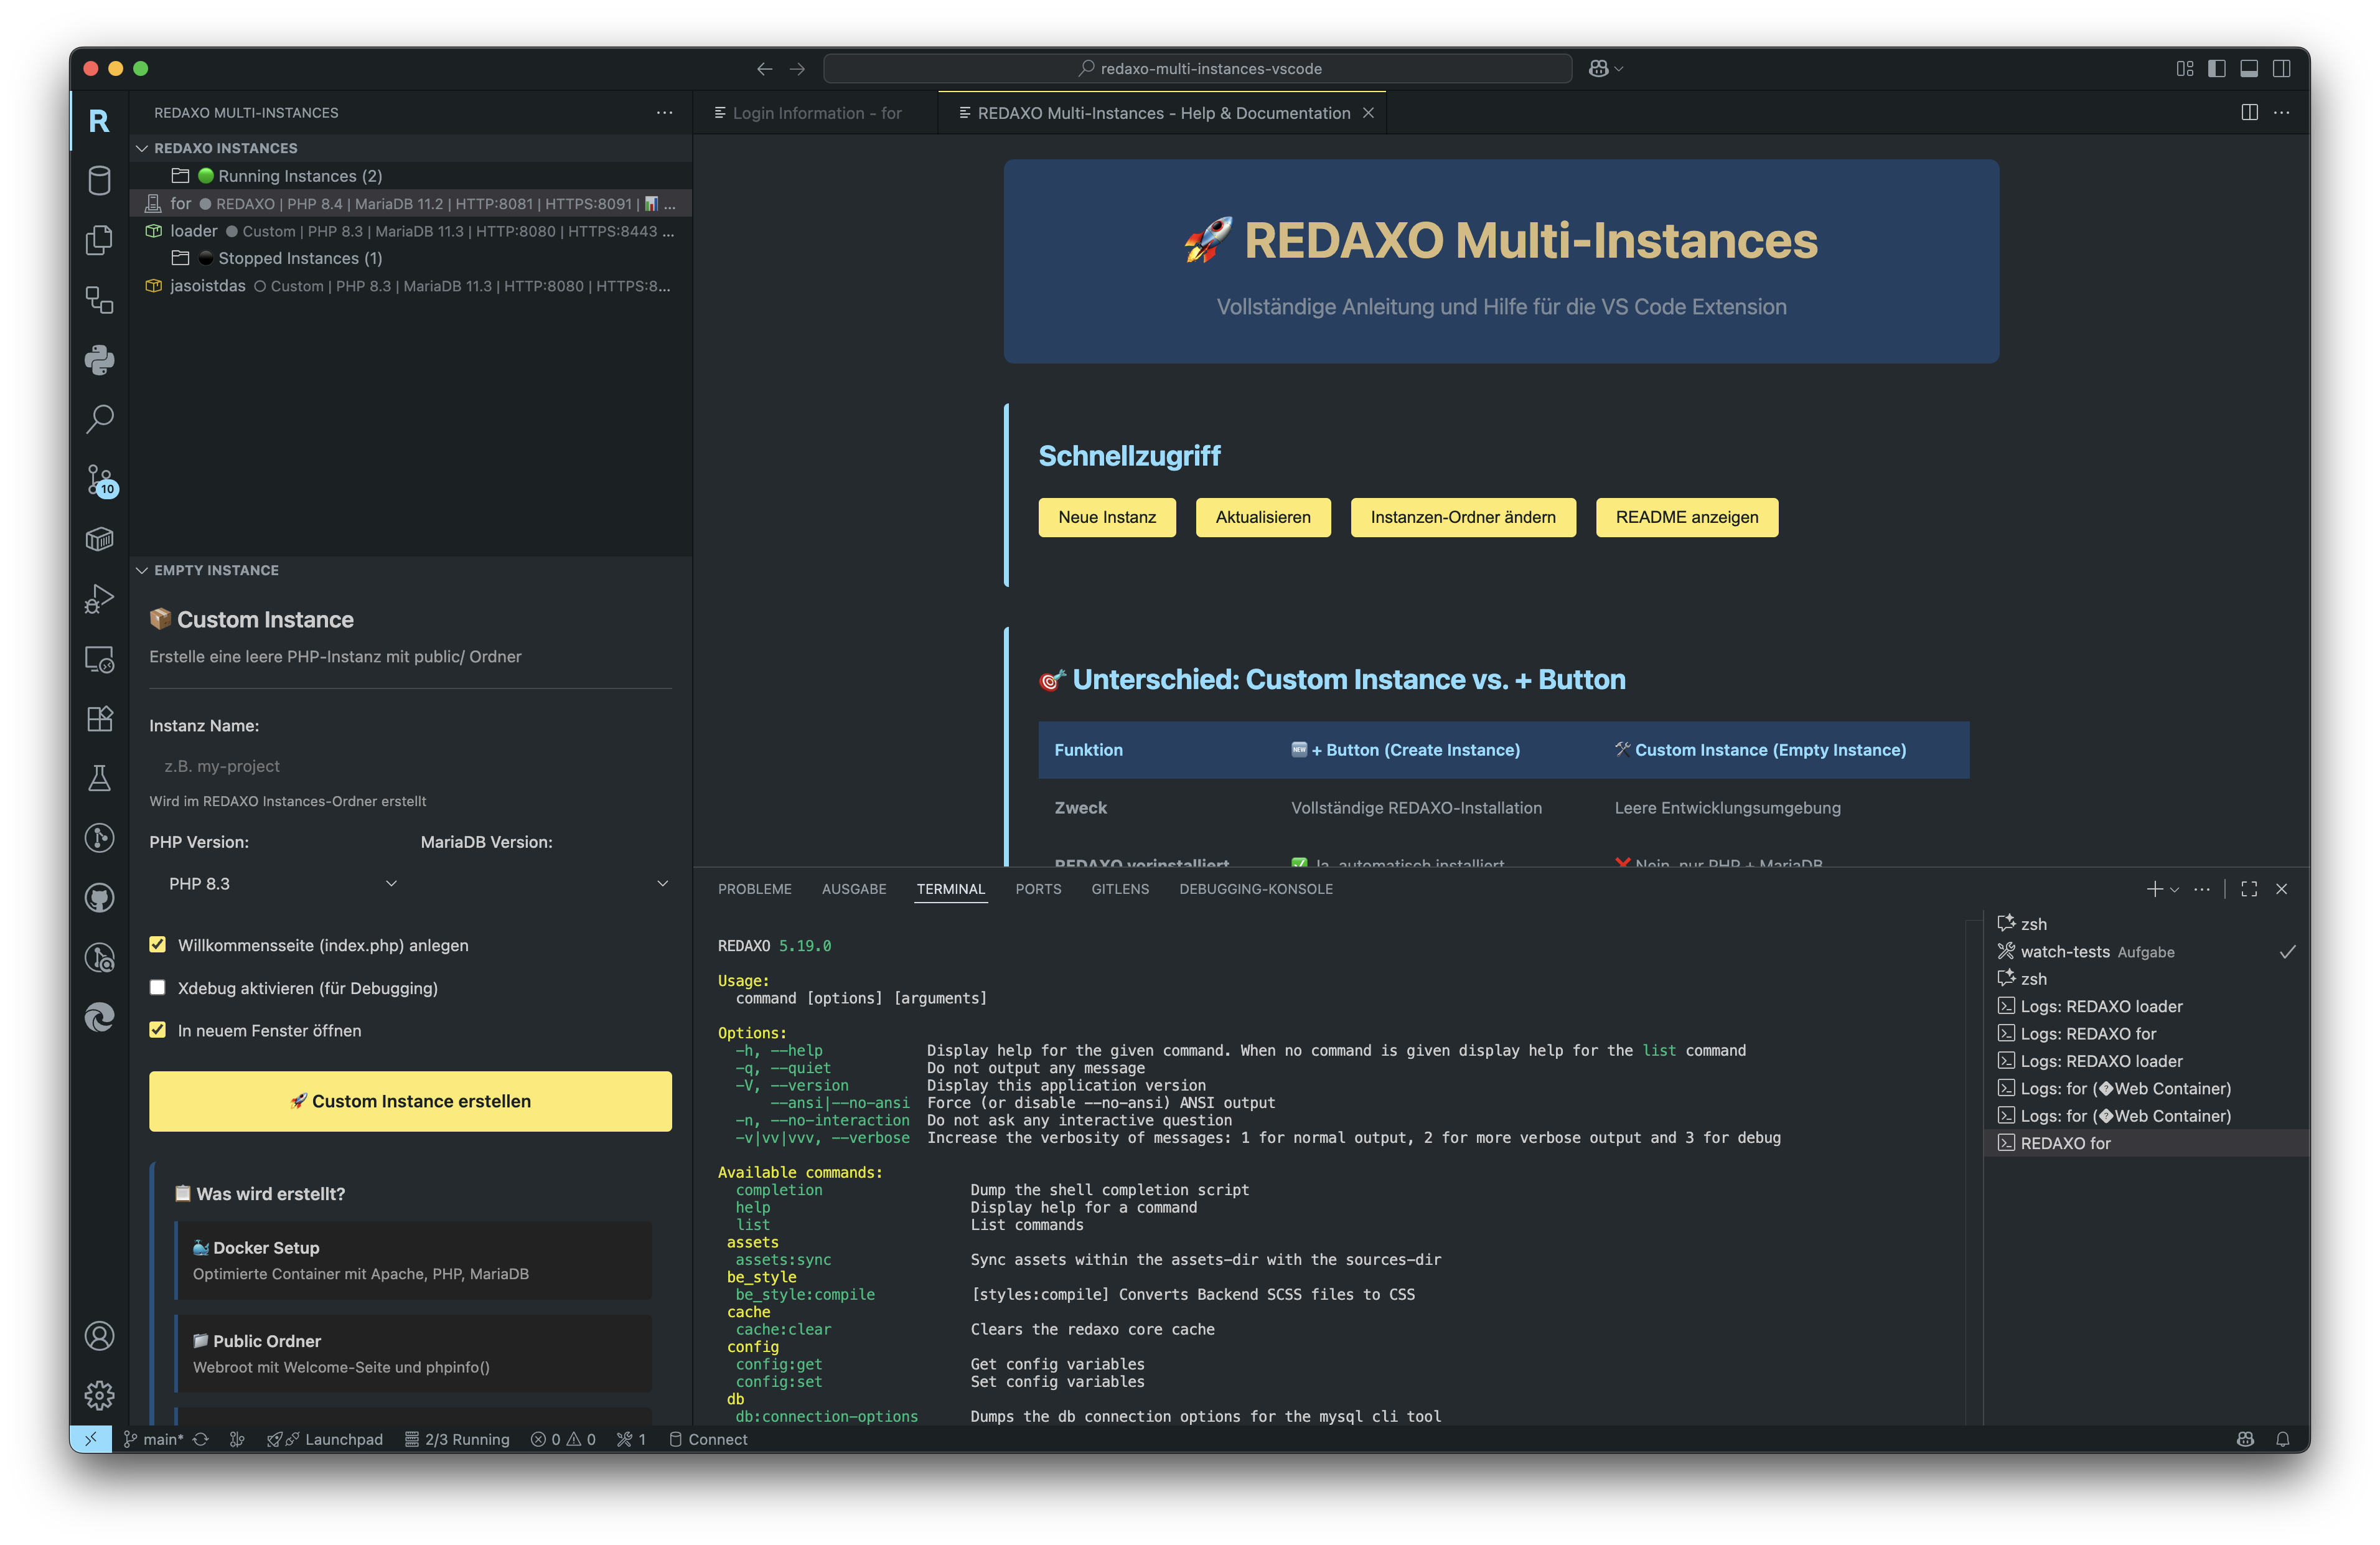 redaxo-multi-instances-vscode
R
REDAXO MULTI-INSTANCES
REDAXO INSTANCES
Running Instances (2)
for REDAXO | PHP 8.4 | MariaDB 11.2 | HTTP:8081 | HTTPS:8091 | ...
loader Custom | PHP 8.3 | MariaDB 11.3 | HTTP:8080 | HTTPS:8443 ...
Stopped Instances (1)
jasoistdas Custom | PHP 8.3 | MariaDB 11.3 | HTTP:8080 | HTTPS:8...
10
EMPTY INSTANCE
Custom Instance
Erstelle eine leere PHP-Instanz mit public/ Ordner
Instanz Name:
z.B. my-project
Wird im REDAXO Instances-Ordner erstellt
PHP Version: MariaDB Version:
PHP 8.3
Willkommensseite (index.php) anlegen
Xdebug aktivieren (für Debugging)
In neuem Fenster öffnen
Custom Instance erstellen
Was wird erstellt?
Docker Setup
Optimierte Container mit Apache, PHP, MariaDB
Public Ordner
Webroot mit Welcome-Seite und phpinfo()
Login Information - for
REDAXO Multi-Instances - Help & Documentation
REDAXO Multi-Instances
Vollständige Anleitung und Hilfe für die VS Code Extension
Schnellzugriff
Neue Instanz Aktualisieren Instanzen-Ordner ändern README anzeigen
Unterschied: Custom Instance vs. + Button
Funktion NEW + Button (Create Instance) Custom Instance (Empty Instance)
Zweck Vollständige REDAXO-Installation Leere Entwicklungsumgebung
REDAXO vorinstalliert Ja, automatisch installiert Nein, nur PHP + MariaDB
PROBLEME AUSGABE TERMINAL PORTS GITLENS DEBUGGING-KONSOLE
REDAXO 5.19.0
Usage:
command [options] [arguments]
Options:
-h, --help Display help for the given command. When no command is given display help for the list command
-q, --quiet Do not output any message
-V, --version Display this application version
--ansi|--no-ansi Force (or disable --no-ansi) ANSI output
-n, --no-interaction Do not ask any interactive question
-v|vv|vvv, --verbose Increase the verbosity of messages: 1 for normal output, 2 for more verbose output and 3 for debug
Available commands:
completion Dump the shell completion script
help Display help for a command
list List commands
assets
assets:sync Sync assets within the assets-dir with the sources-dir
be_style
be_style:compile [styles:compile] Converts Backend SCSS files to CSS
cache
cache:clear Clears the redaxo core cache
config
config:get Get config variables
config:set Set config variables
db
db:connection-options Dumps the db connection options for the mysql cli tool
zsh
watch-tests Aufgabe
zsh
Logs: REDAXO loader
Logs: REDAXO for
Logs: REDAXO loader
Logs: for (�Web Container)
Logs: for (�Web Container)
REDAXO for
main* Launchpad 2/3 Running 0 0 1 Connect